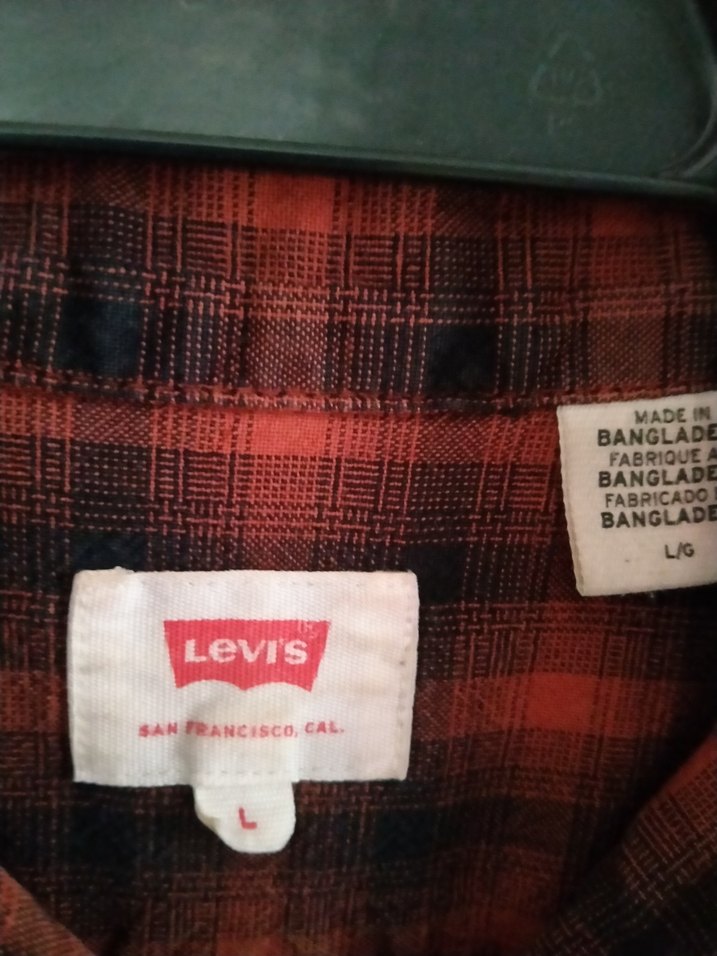 MADE IN
BANGLADE
FABRIQUE A
BANGLADE
FABRICADO
BANGLADE
L/G
LEVI'S
SAN FRANCISCO, CAL.
L